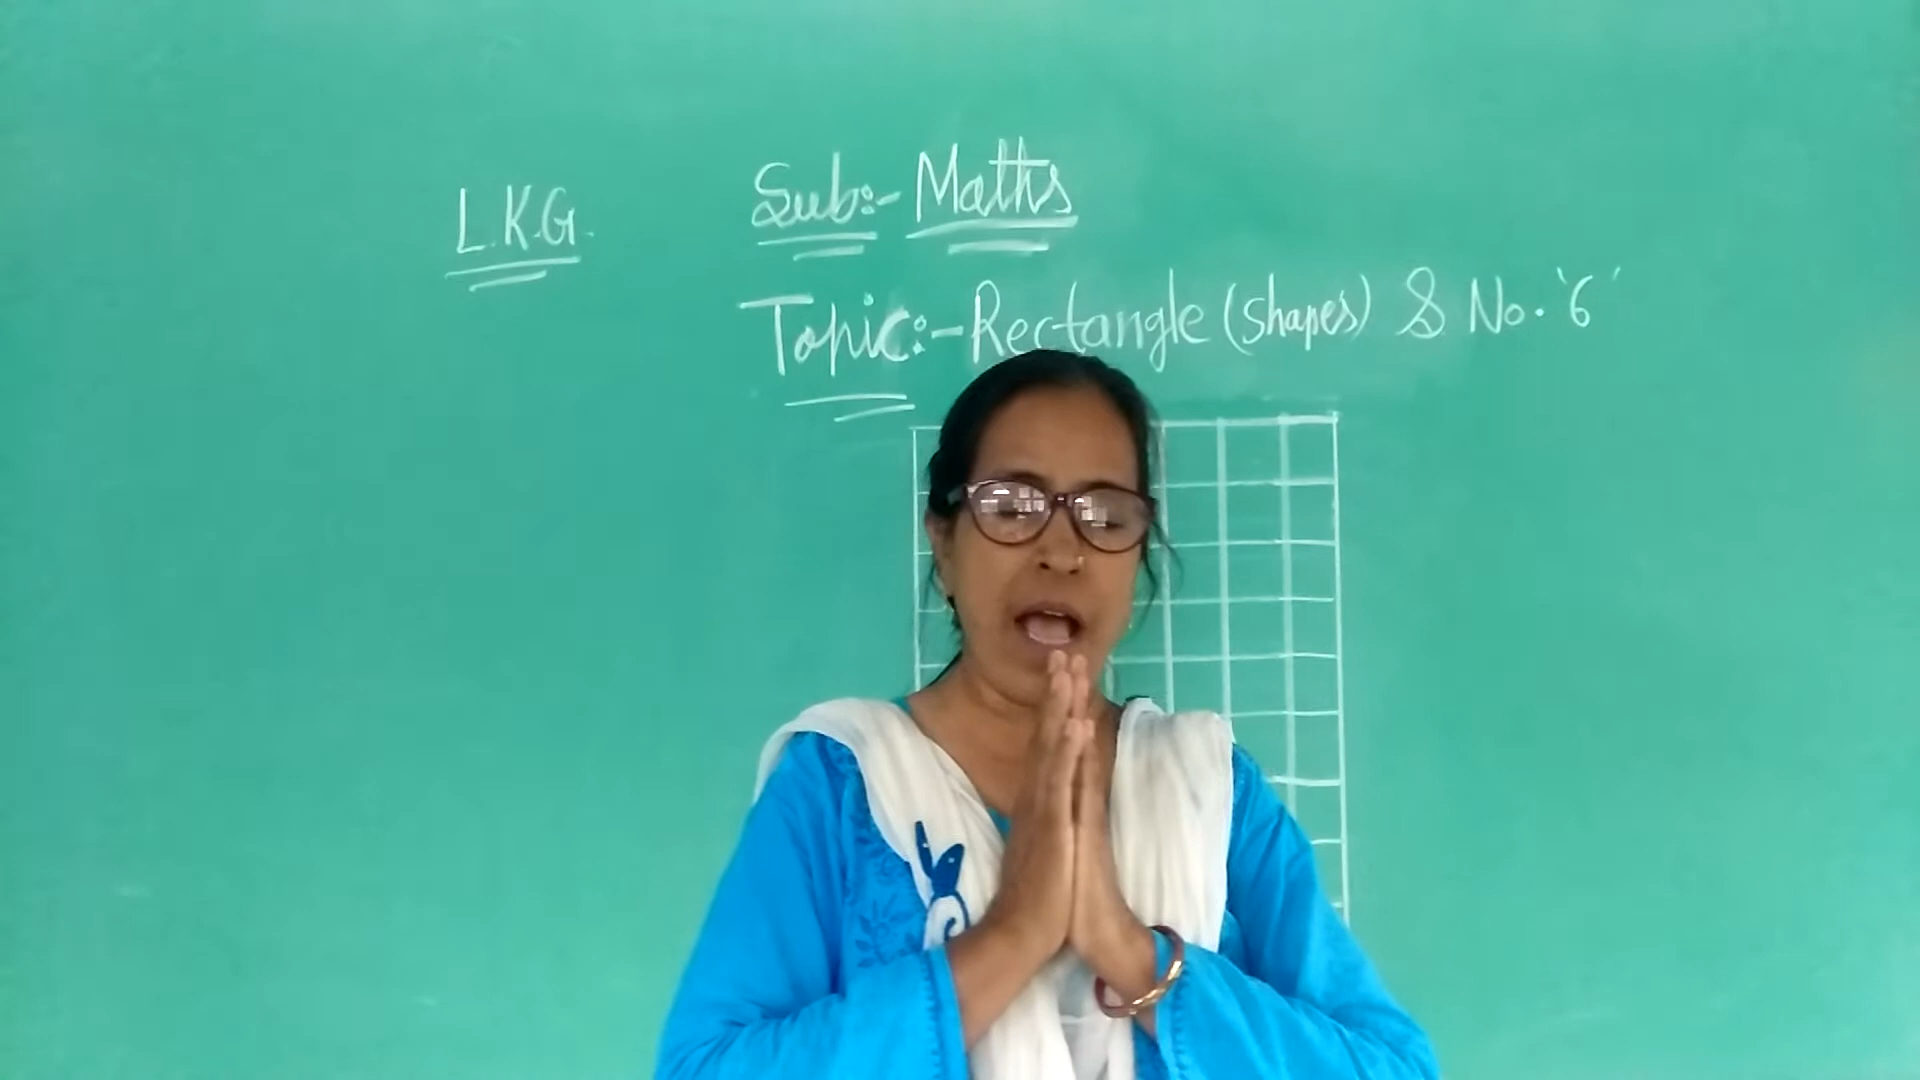 L.K.G.
Sub:- Maths
Topic:- Rectangle (Shapes) & No. '6'